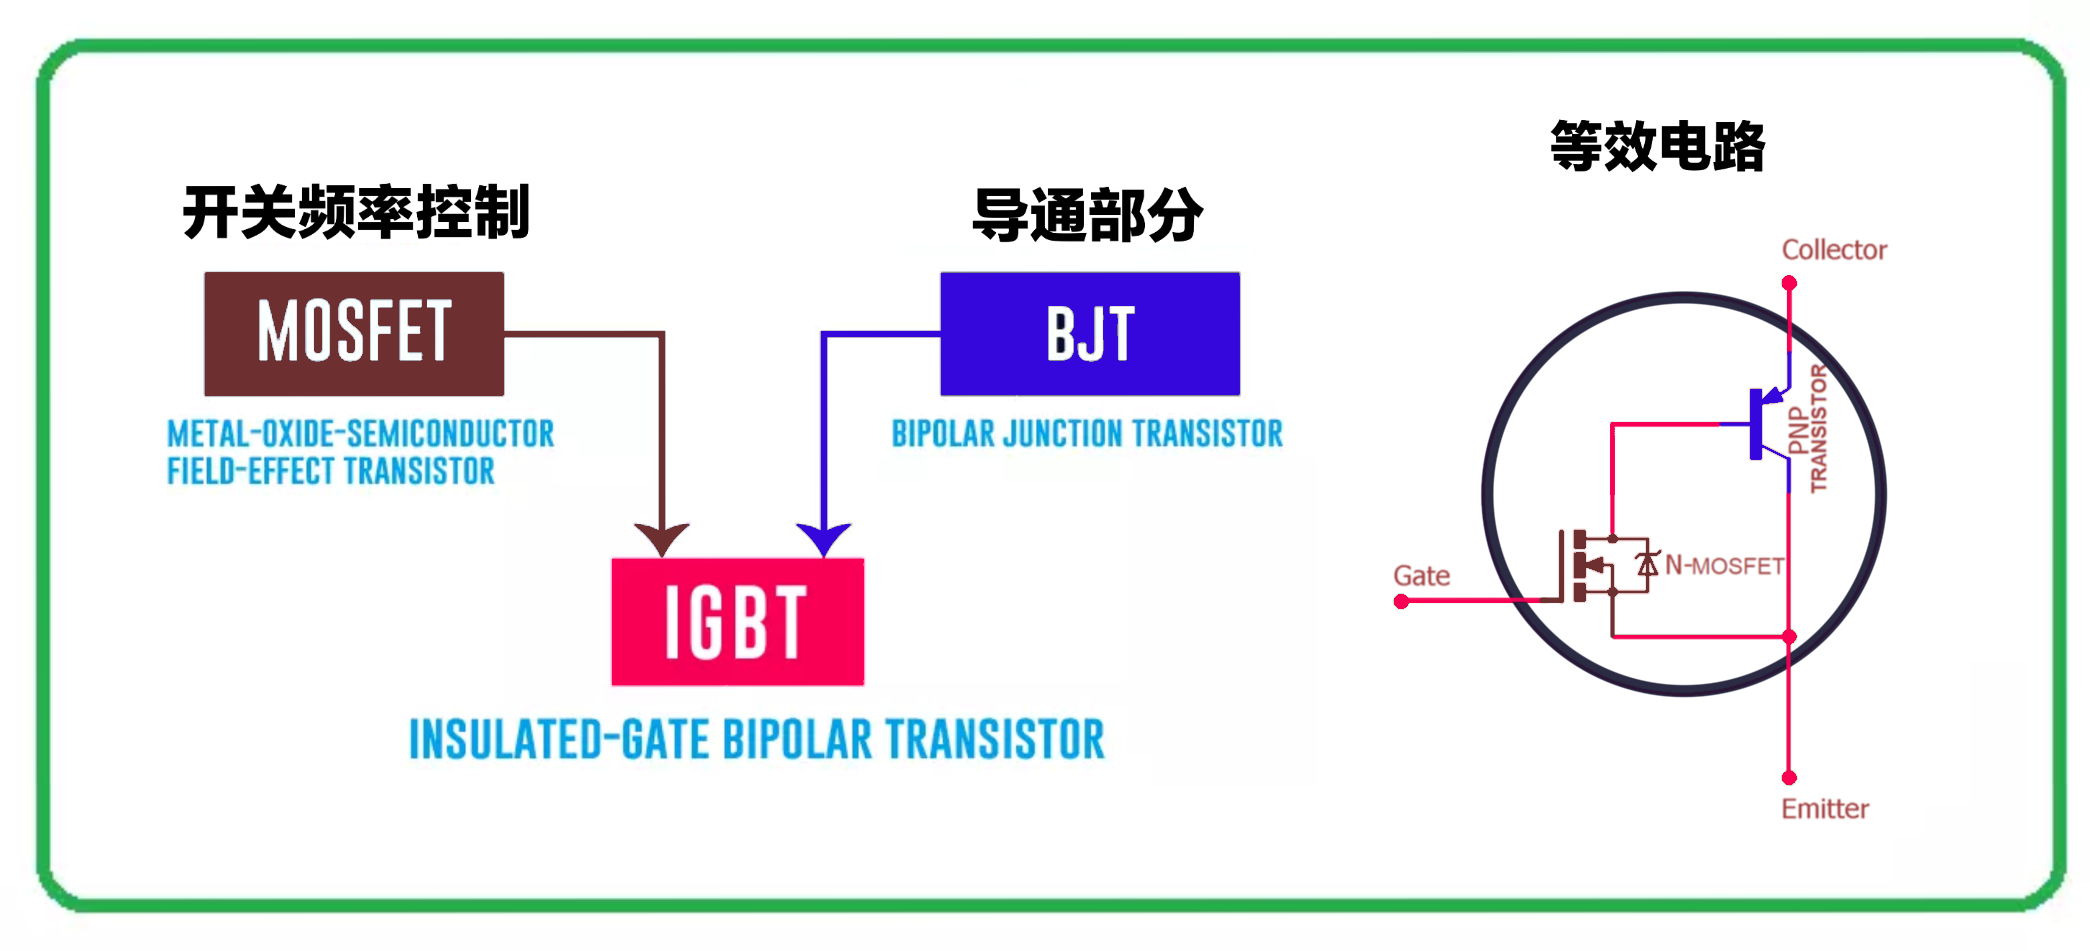 开关频率控制
MOSFET
METAL-OXIDE-SEMICONDUCTOR
FIELD-EFFECT TRANSISTOR
导通部分
BJT
BIPOLAR JUNCTION TRANSISTOR
IGBT
INSULATED-GATE BIPOLAR TRANSISTOR
等效电路
Collector
PNP
TRANSISTOR
N-MOSFET
Gate
Emitter